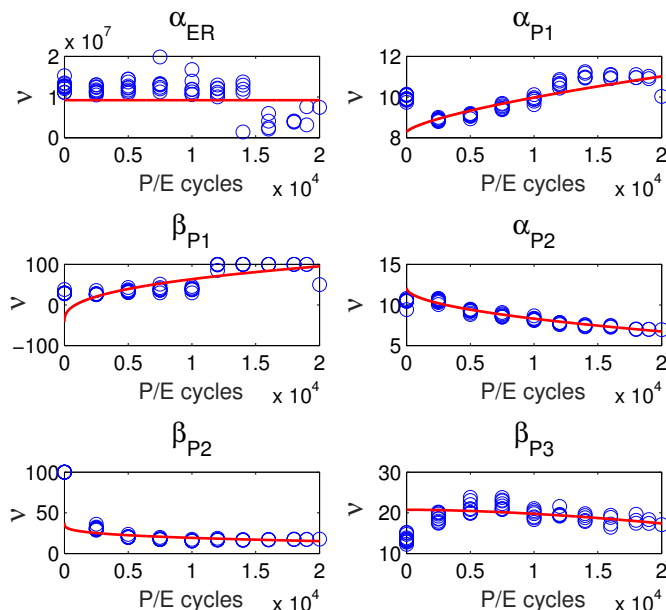 α_ER
x 10^7
2
1
0
ν
0 0.5 1 1.5 2
P/E cycles
x 10^4
α_P1
12
10
8
ν
0 0.5 1 1.5 2
P/E cycles
x 10^4
β_P1
100
0
−100
ν
0 0.5 1 1.5 2
P/E cycles
x 10^4
α_P2
15
10
5
ν
0 0.5 1 1.5 2
P/E cycles
x 10^4
β_P2
100
50
0
ν
0 0.5 1 1.5 2
P/E cycles
x 10^4
β_P3
30
20
10
ν
0 0.5 1 1.5 2
P/E cycles
x 10^4